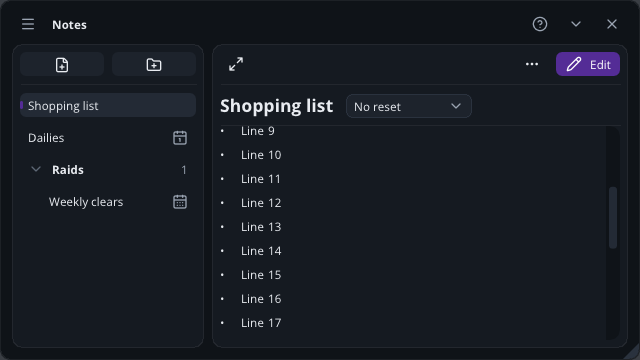 Notes
Edit
Shopping list
Dailies
Raids 1
Weekly clears
Shopping list No reset
• Line 9
• Line 10
• Line 11
• Line 12
• Line 13
• Line 14
• Line 15
• Line 16
• Line 17